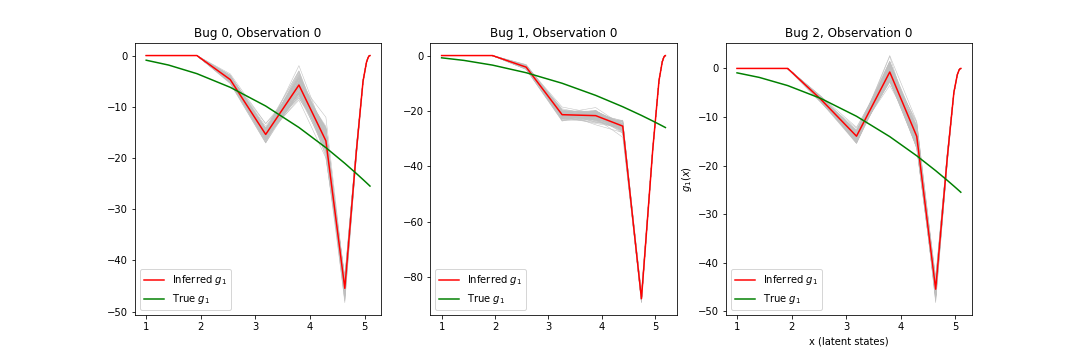 Bug 0, Observation 0
0
−10
−20
−30
−40
−50
1 2 3 4 5
Inferred g₁
True g₁
Bug 1, Observation 0
0
−20
−40
−60
−80
1 2 3 4 5
Inferred g₁
True g₁
Bug 2, Observation 0
g₁(x)
0
−10
−20
−30
−40
−50
1 2 3 4 5
x (latent states)
Inferred g₁
True g₁